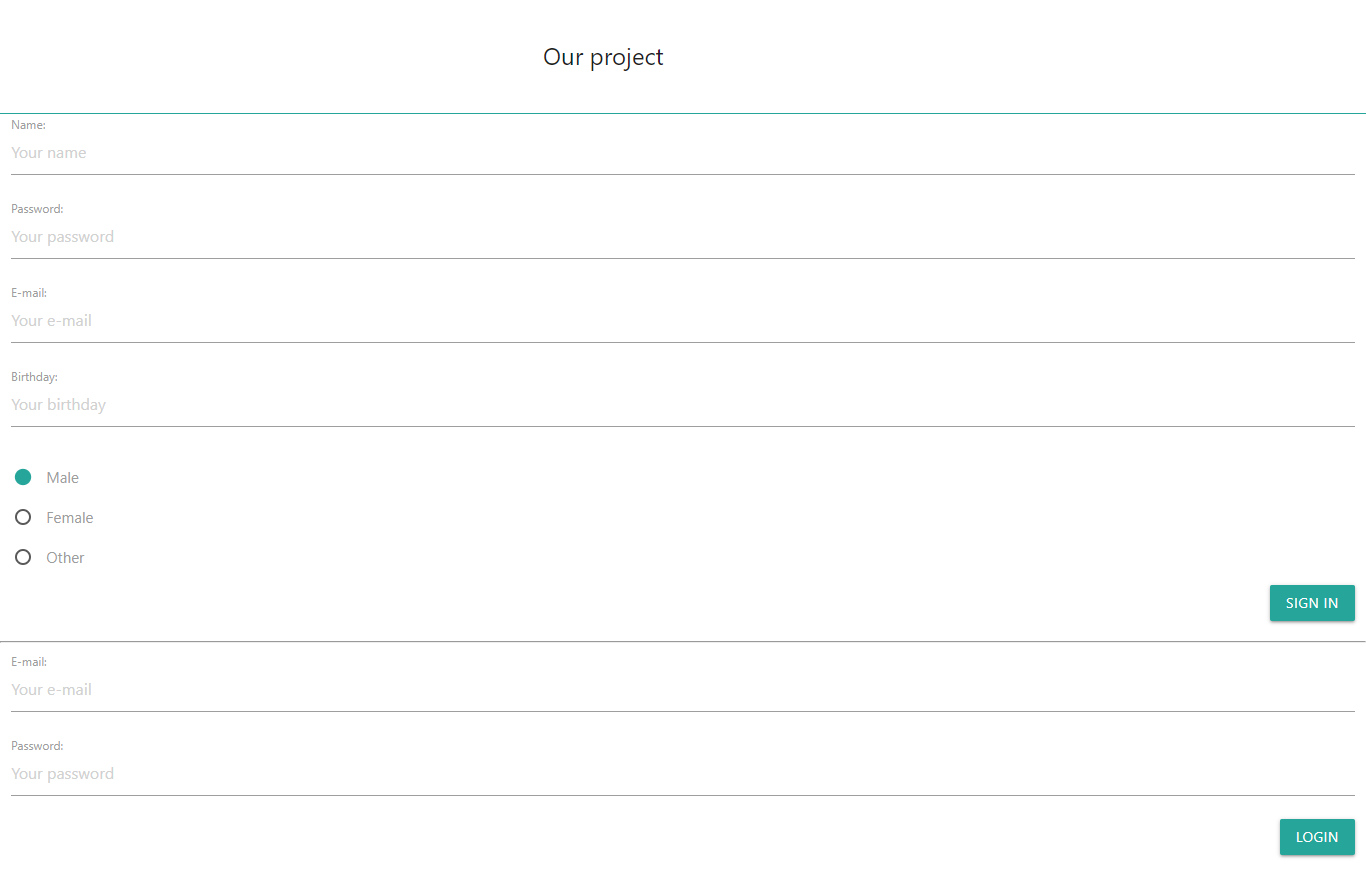 Our project
Name:
Your name
Password:
Your password
E-mail:
Your e-mail
Birthday:
Your birthday
Male
Female
Other
SIGN IN
E-mail:
Your e-mail
Password:
Your password
LOGIN